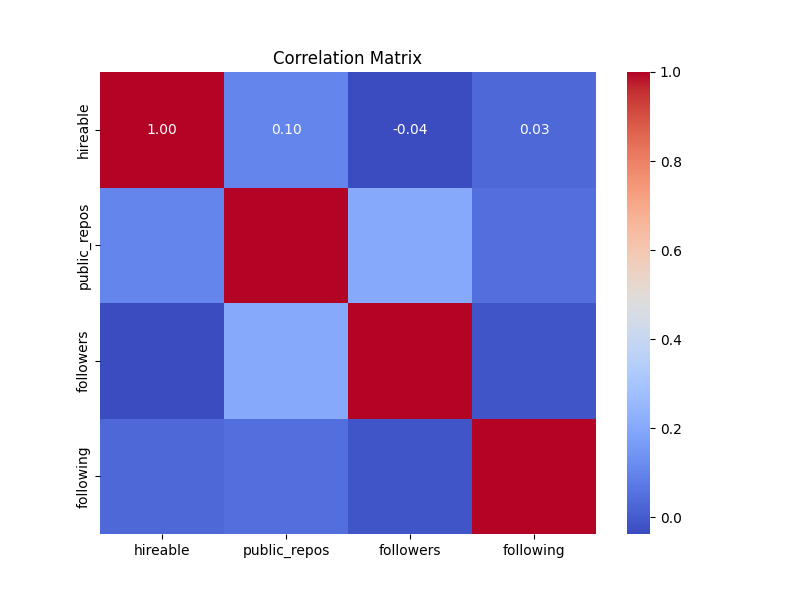 Correlation Matrix
hireable
1.00 0.10 -0.04 0.03
public_repos
followers
following
hireable public_repos followers following
1.0
0.8
0.6
0.4
0.2
0.0